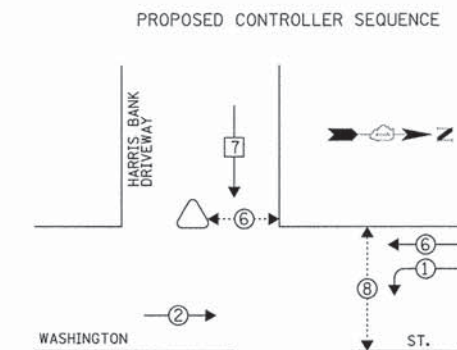 PROPOSED CONTROLLER SEQUENCE
HARRIS BANK
DRIVEWAY
7
N
6
6
1
8
2
WASHINGTON
ST.